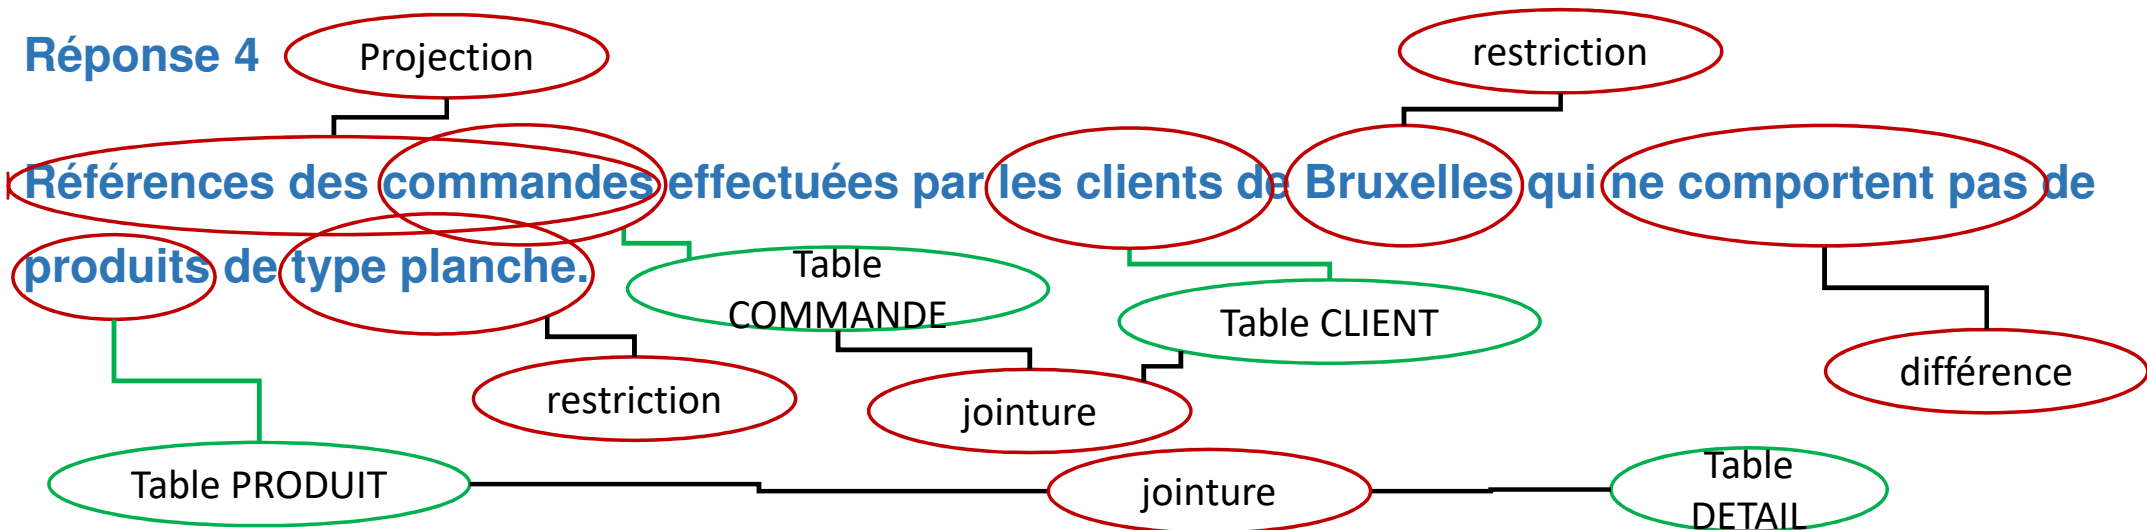 Réponse 4
Projection
restriction
Références des commandes effectuées par les clients de Bruxelles qui ne comportent pas de
produits de type planche.
Table
COMMANDE
Table CLIENT
différence
restriction
jointure
Table PRODUIT
jointure
Table
DETAIL